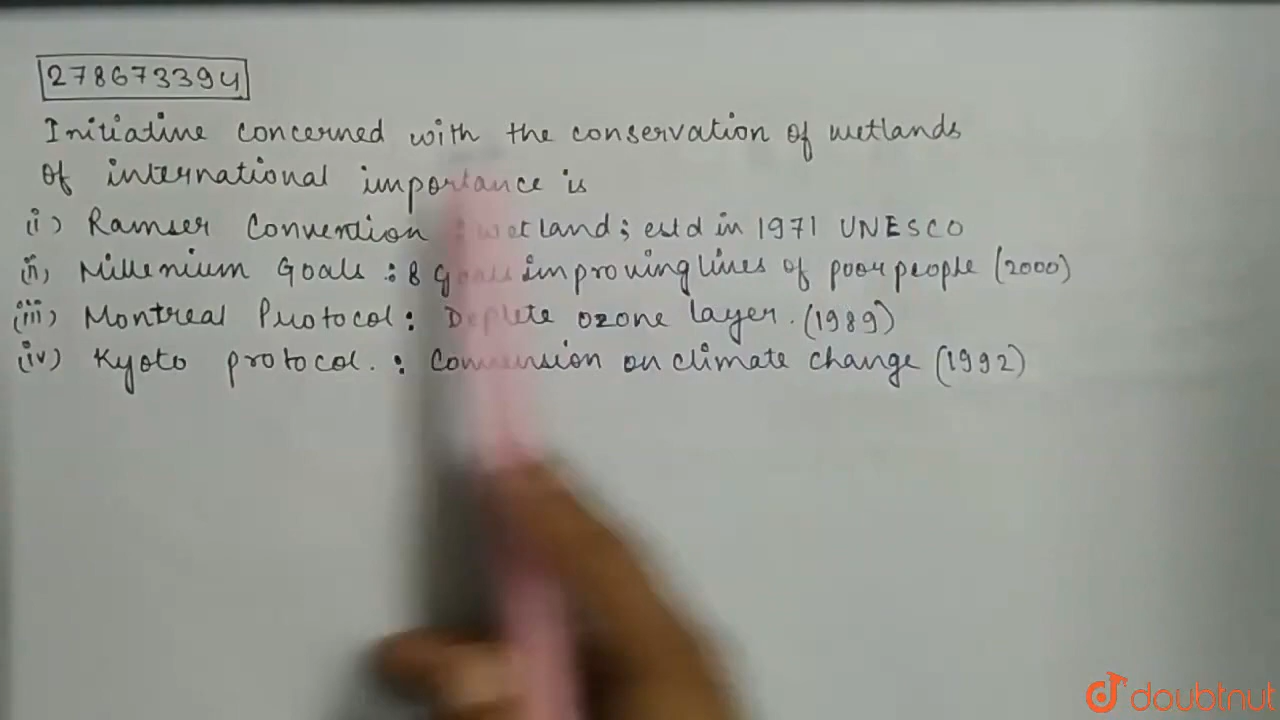 278673394
Initiative concerned with the conservation of wetlands
of international importance is
(i) Ramser Convention : wetland; estd in 1971 UNESCO
(ii) Millenium Goals : 8 Goals improving lives of poor people (2000)
(iii) Montreal Protocol : Deplete ozone layer. (1989)
(iv) Kyoto protocol. : Convension on climate change (1992)
doubtnut